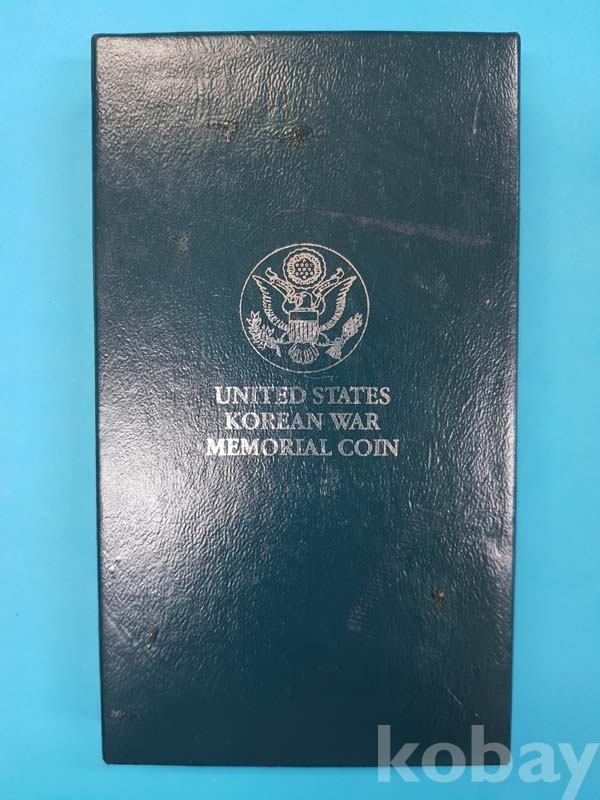 UNITED STATES
KOREAN WAR
MEMORIAL COIN
kobay